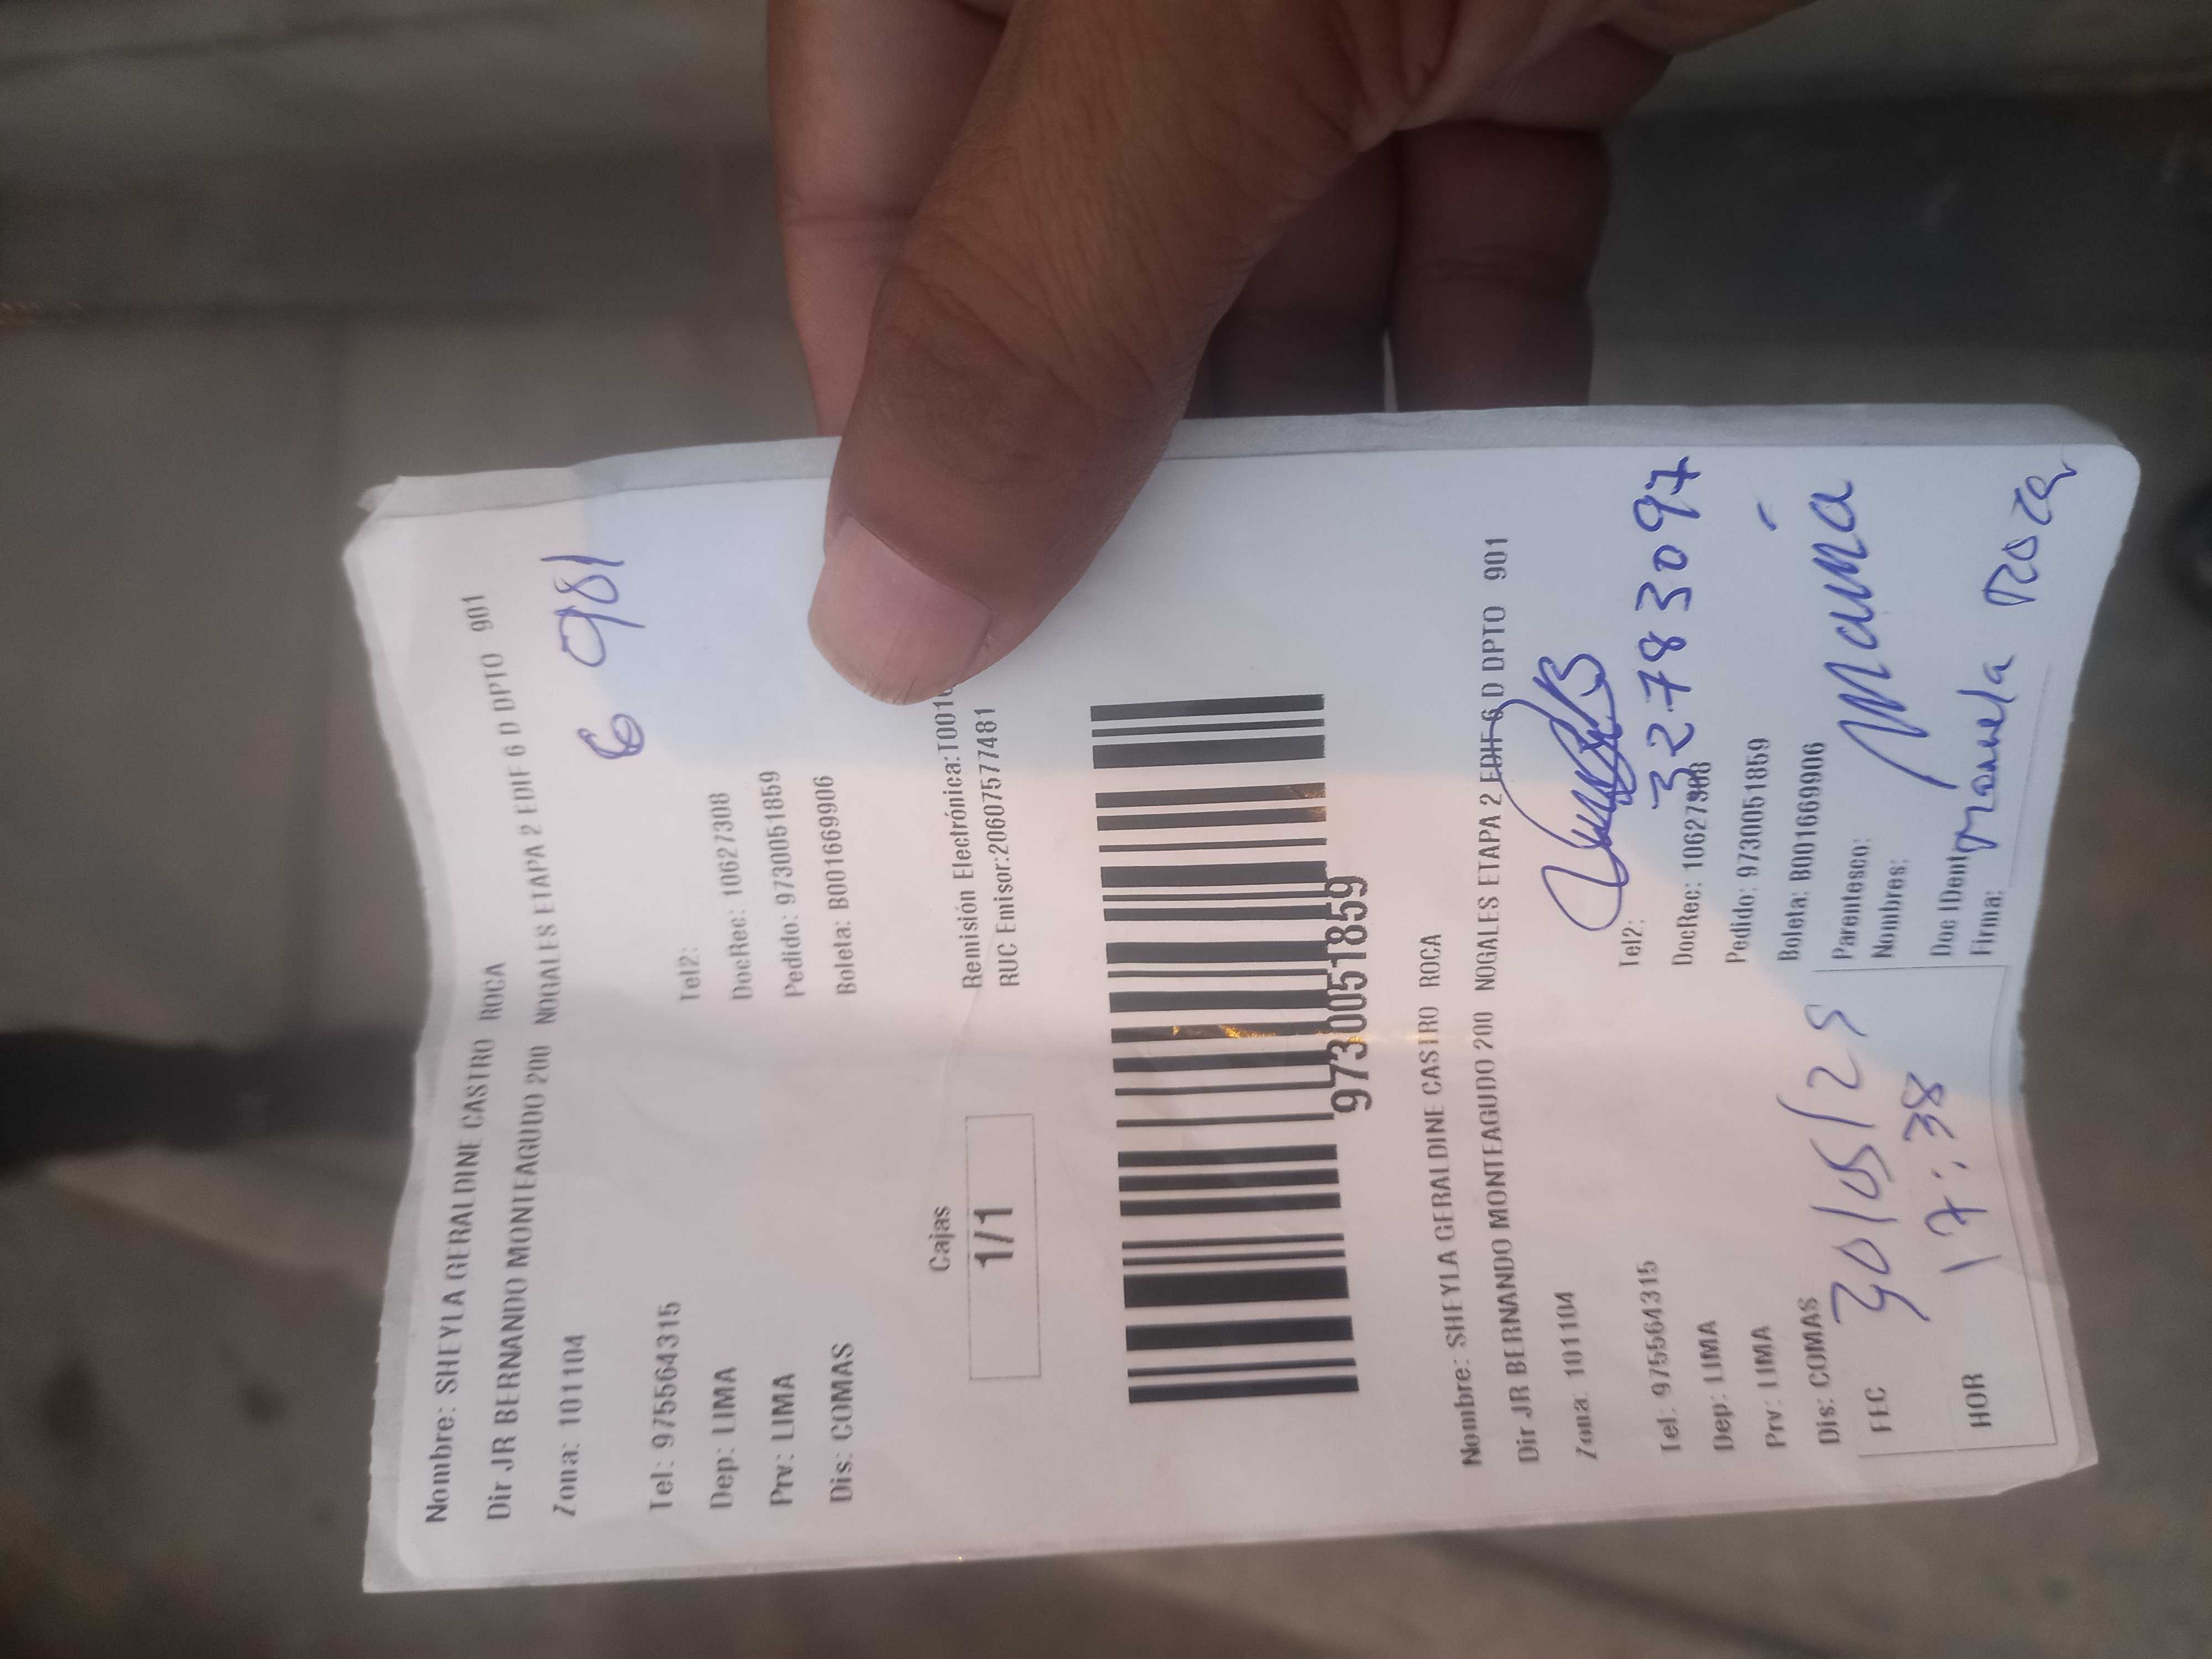 Nombre: SHEYLA GERALDINE CASTRO ROCA
Dir JR BERNANDO MONTEAGUDO 200 NOGALES ETAPA 2 EDIF 6 D DPTO 901
Zona: 101104
6 981
Tel: 975564315 Tel2:
Dep: LIMA DocRec: 10627308
Prv: LIMA Pedido: 9730051859
Dis: COMAS Boleta: B001669906
Cajas
1/1
Remisión Electrónica:T001
RUC Emisor:20607577481
9730051859
Nombre: SHEYLA GERALDINE CASTRO ROCA
Dir JR BERNANDO MONTEAGUDO 200 NOGALES ETAPA 2 EDIF 6 D DPTO 901
Zona: 101104
Tel: 975564315 Tel2:
32783097
Dep: LIMA DocRec: 10627308
Prv: LIMA Pedido: 9730051859
Dis: COMAS Boleta: B001669906
FEC 30/05/25 Parentesco: Mamá
Nombres:
HOR 17:38 Doc IDent
Firma: manuela Roza